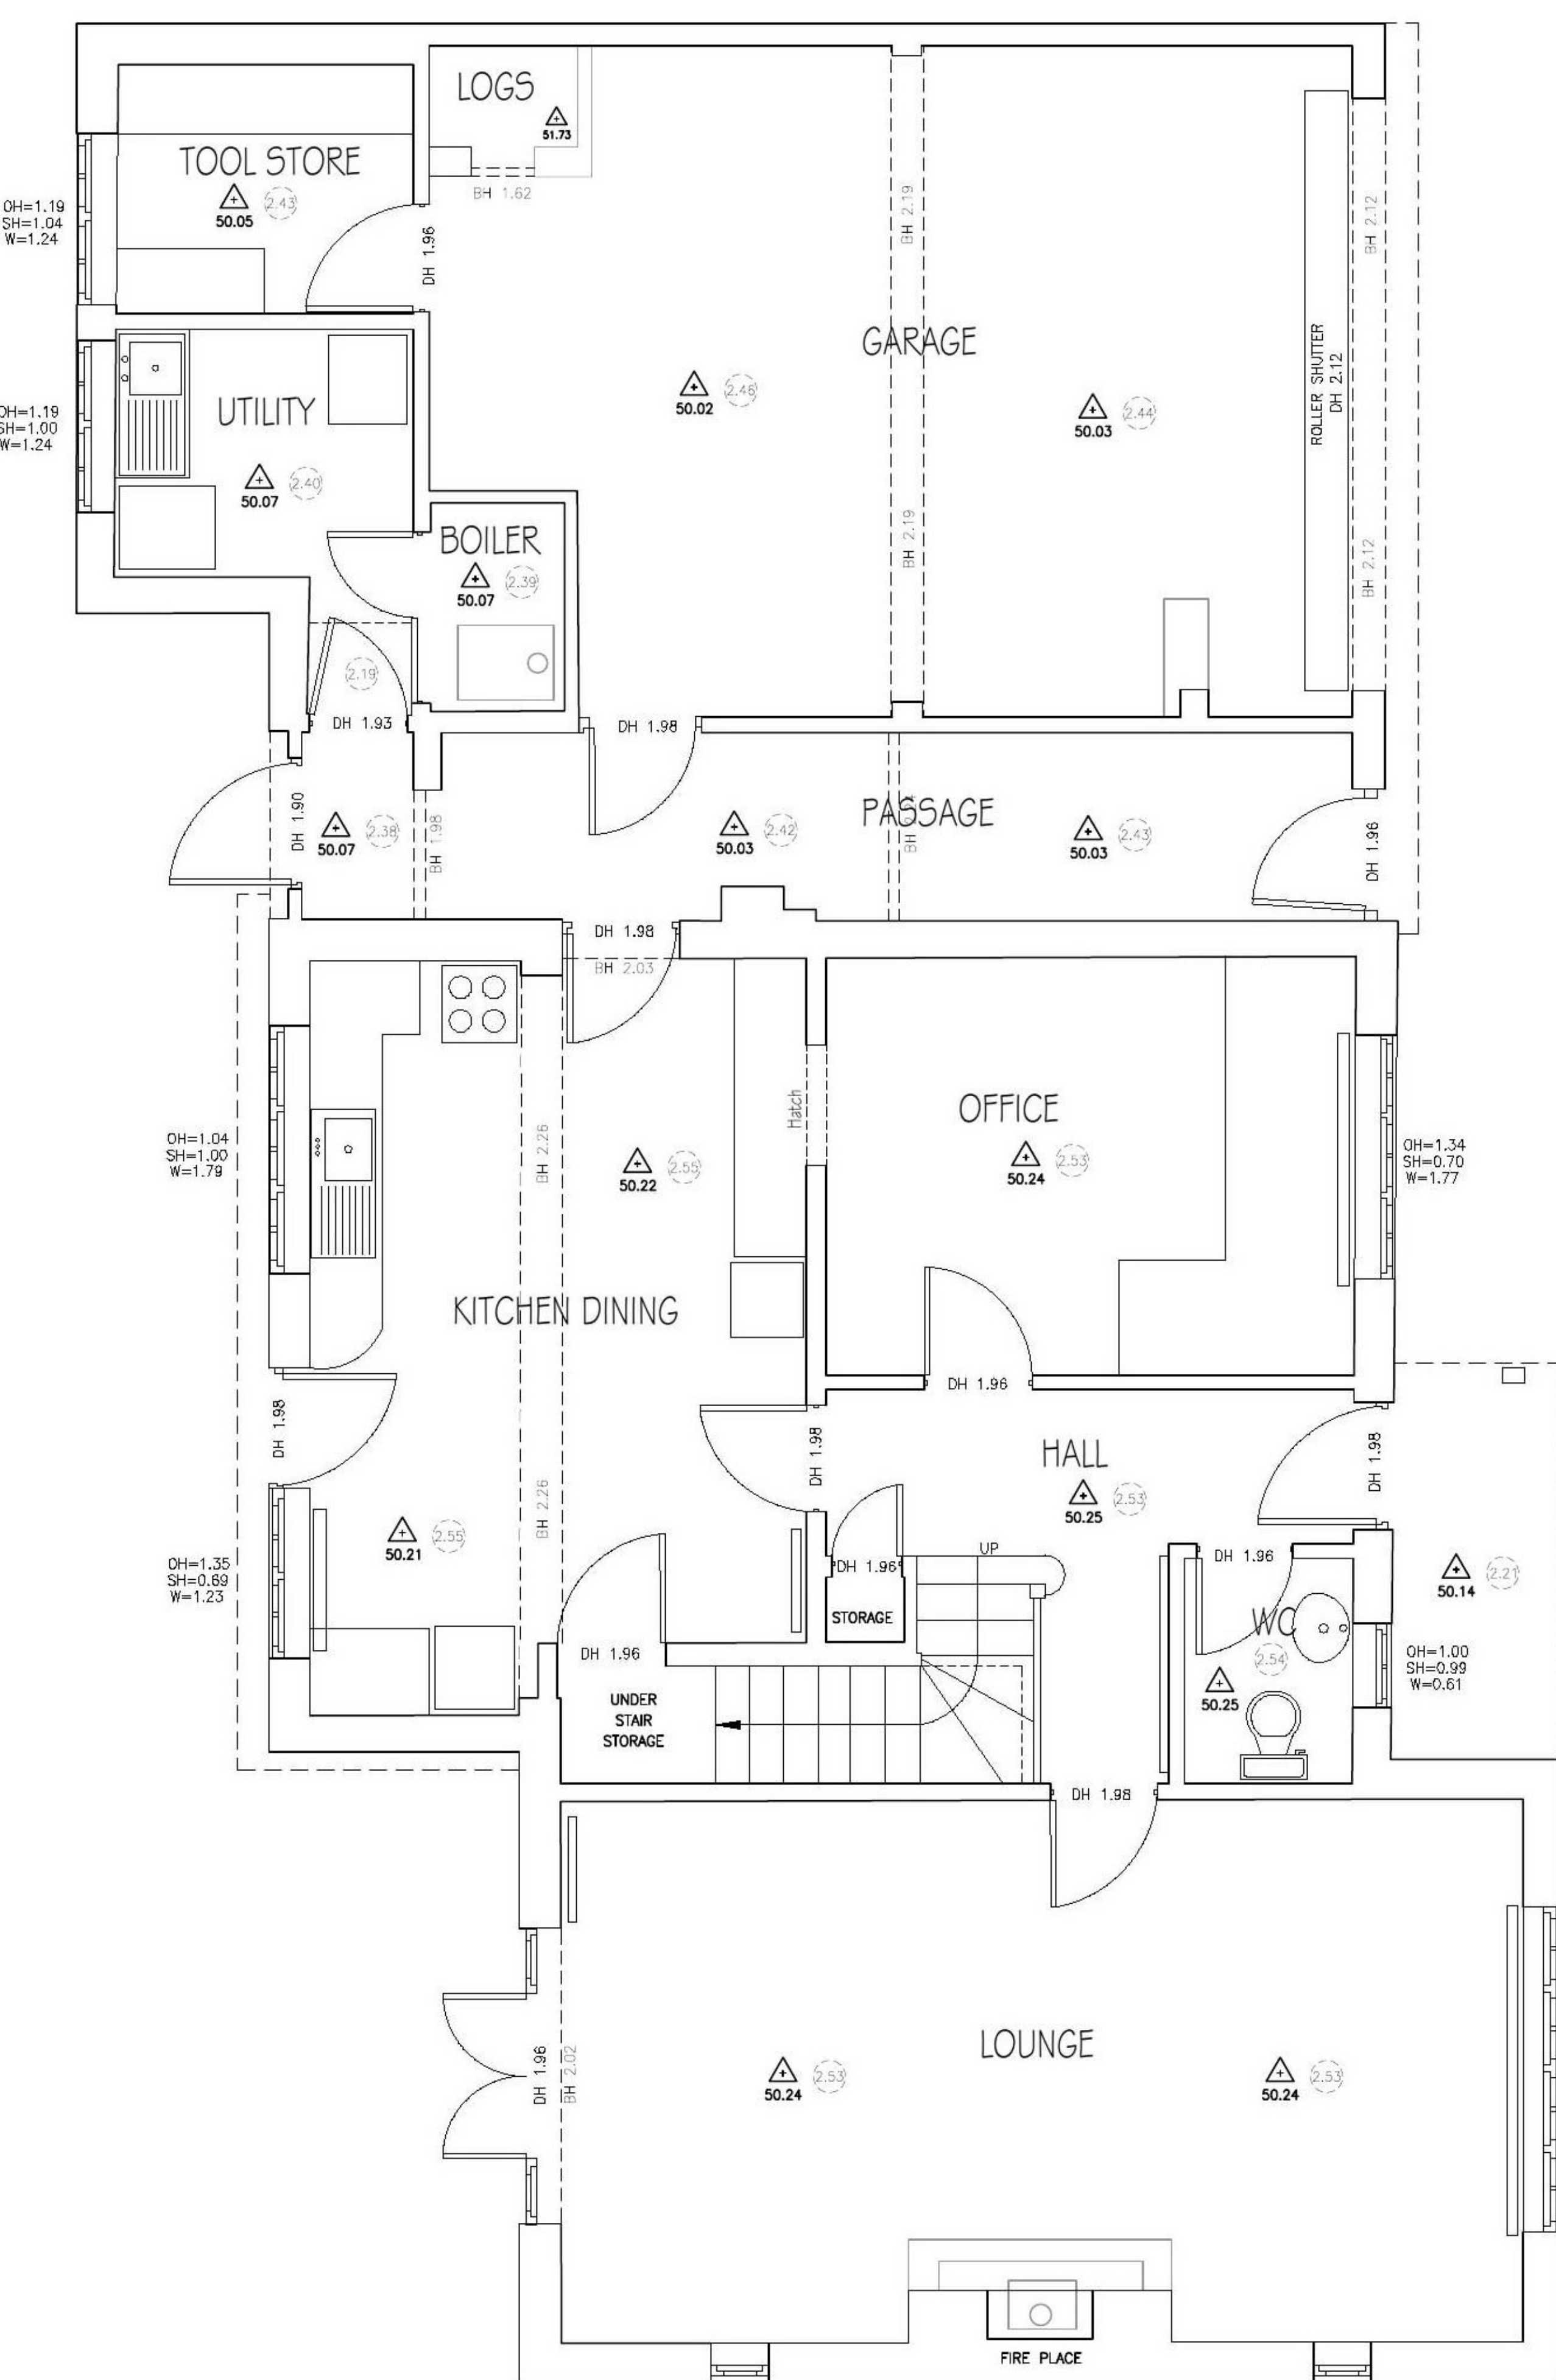 LOGS
51.73
BH 1.62
TOOL STORE
50.05
2.43
OH=1.19
SH=1.04
W=1.24
DH 1.96
BH 2.19
BH 2.12
GARAGE
ROLLER SHUTTER
DH 2.12
50.02
2.46
50.03
2.44
OH=1.19
SH=1.00
W=1.24
UTILITY
50.07
2.40
BOILER
50.07
2.39
BH 2.19
BH 2.12
2.19
DH 1.93
DH 1.98
DH 1.90
50.07
2.38
BH 1.98
50.03
2.42
PASSAGE
BH
50.03
2.43
DH 1.96
DH 1.98
BH 2.03
OH=1.04
SH=1.00
W=1.79
BH 2.26
50.22
2.55
Hatch
OFFICE
50.24
2.53
OH=1.34
SH=0.70
W=1.77
KITCHEN DINING
DH 1.96
DH 1.98
DH 1.98
HALL
50.25
2.53
DH 1.98
BH 2.26
50.21
2.55
OH=1.35
SH=0.69
W=1.23
UP
DH 1.96
STORAGE
DH 1.96
WC
2.54
50.25
50.14
2.21
OH=1.00
SH=0.99
W=0.61
DH 1.96
UNDER
STAIR
STORAGE
DH 1.98
LOUNGE
DH 1.96
BH 2.02
50.24
2.53
50.24
2.53
FIRE PLACE